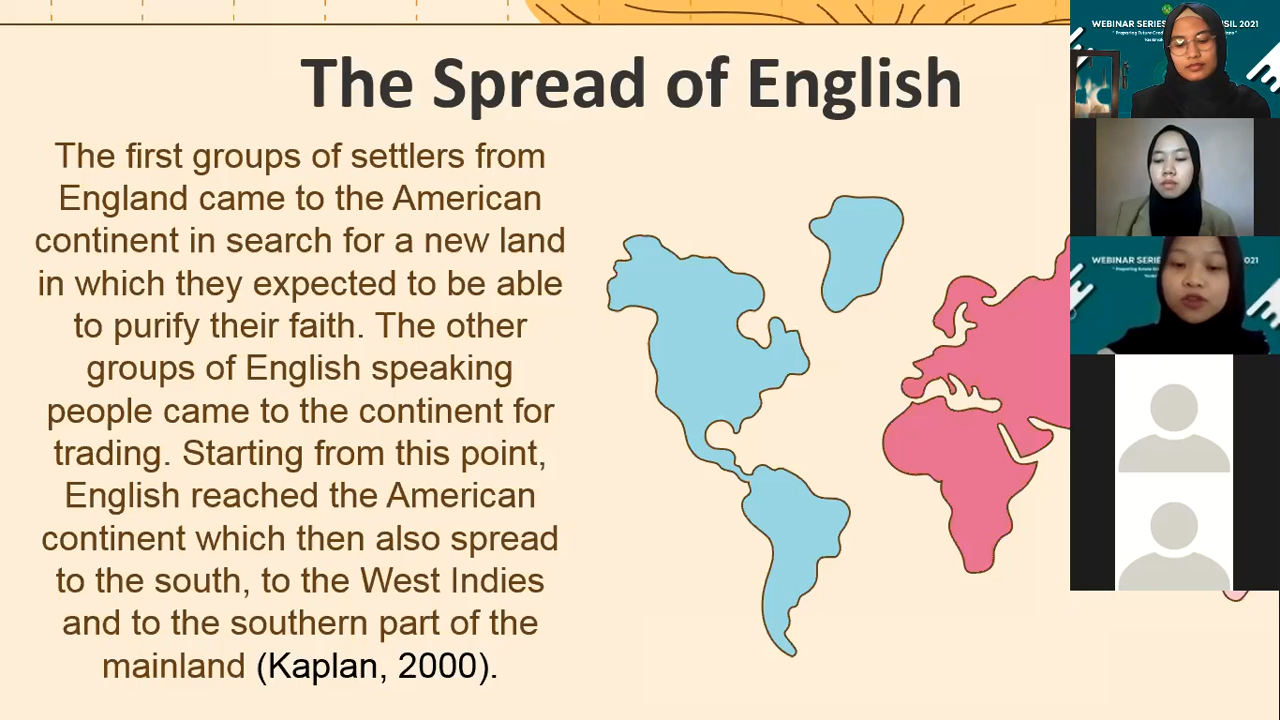 The Spread of English
The first groups of settlers from
England came to the American
continent in search for a new land
in which they expected to be able
to purify their faith. The other
groups of English speaking
people came to the continent for
trading. Starting from this point,
English reached the American
continent which then also spread
to the south, to the West Indies
and to the southern part of the
mainland (Kaplan, 2000).
WEBINAR SERIES
SIL 2021
WEBINAR SERIE
021